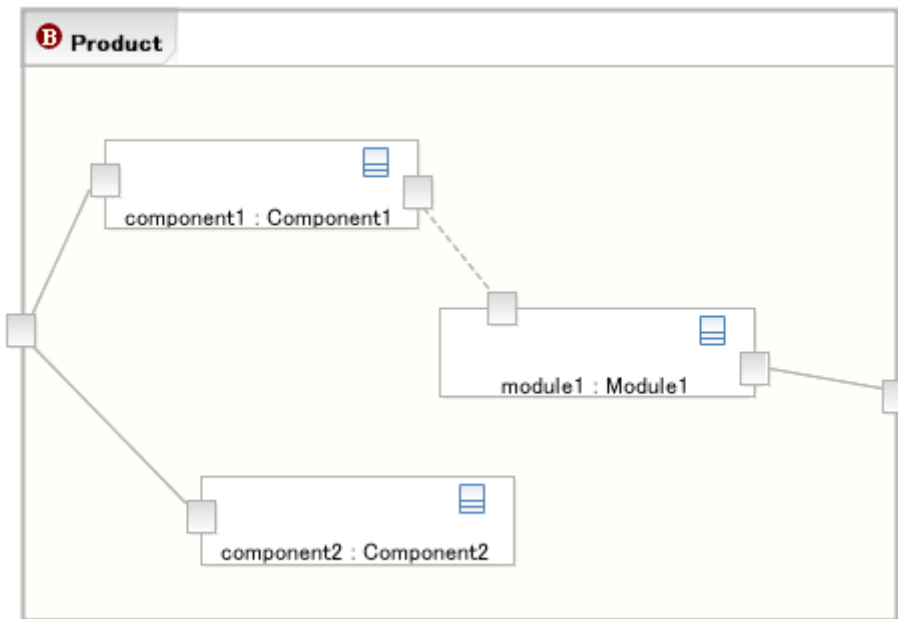 B Product
component1 : Component1
module1 : Module1
component2 : Component2